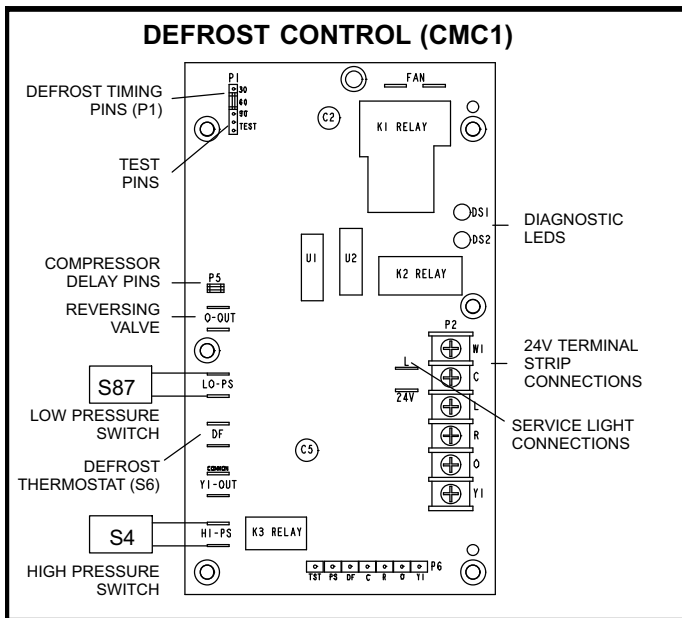 DEFROST CONTROL (CMC1)
P1
30
60
90
TEST
DEFROST TIMING
PINS (P1)
TEST
PINS
FAN
C2
K1 RELAY
DS1
DS2
DIAGNOSTIC
LEDS
U1
U2
K2 RELAY
COMPRESSOR
DELAY PINS
P5
REVERSING
VALVE
O-OUT
P2
W1
C
L
R
O
Y1
24V TERMINAL
STRIP
CONNECTIONS
L
24V
SERVICE LIGHT
CONNECTIONS
S87
LO-PS
LOW PRESSURE
SWITCH
DF
DEFROST
THERMOSTAT (S6)
C5
COMMON
Y1-OUT
S4
HI-PS
K3 RELAY
HIGH PRESSURE
SWITCH
P6
TST PS DF C R O Y1